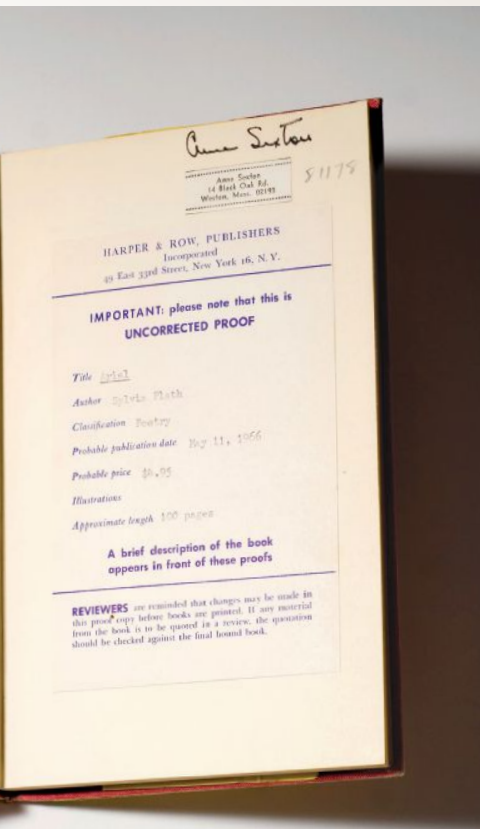 Anne Sexton
Anne Sexton
14 Black Oak Rd.
Weston, Mass. 02193
51178
HARPER & ROW, PUBLISHERS
Incorporated
49 East 33rd Street, New York 16, N. Y.
IMPORTANT: please note that this is
UNCORRECTED PROOF
Title Ariel
Author Sylvia Plath
Classification Poetry
Probable publication date May 11, 1966
Probable price $4.95
Illustrations
Approximate length 100 pages
A brief description of the book
appears in front of these proofs
REVIEWERS are reminded that changes may be made in
this proof copy before books are printed. If any material
from the book is to be quoted in a review, the quotation
should be checked against the final bound book.